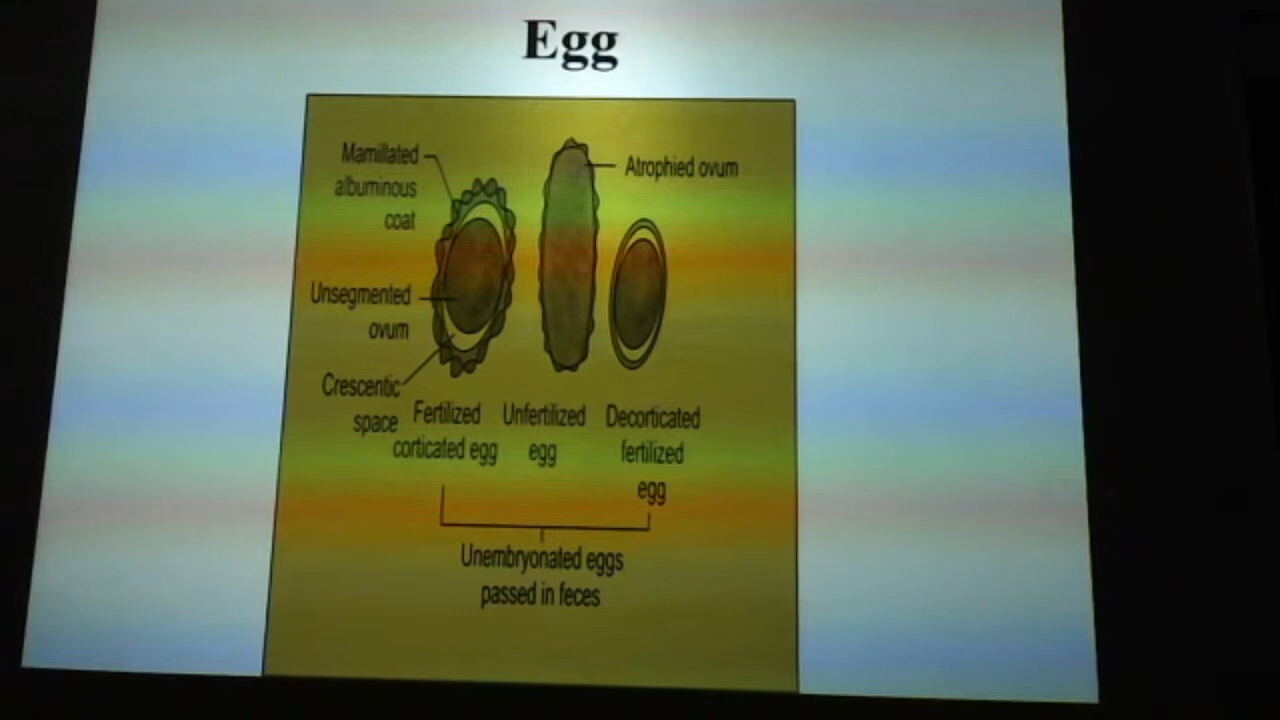 Egg
Mamillated
albuminous
coat
Atrophied ovum
Unsegmented
ovum
Crescentic
space
Fertilized
corticated egg
Unfertilized
egg
Decorticated
fertilized
egg
Unembryonated eggs
passed in feces